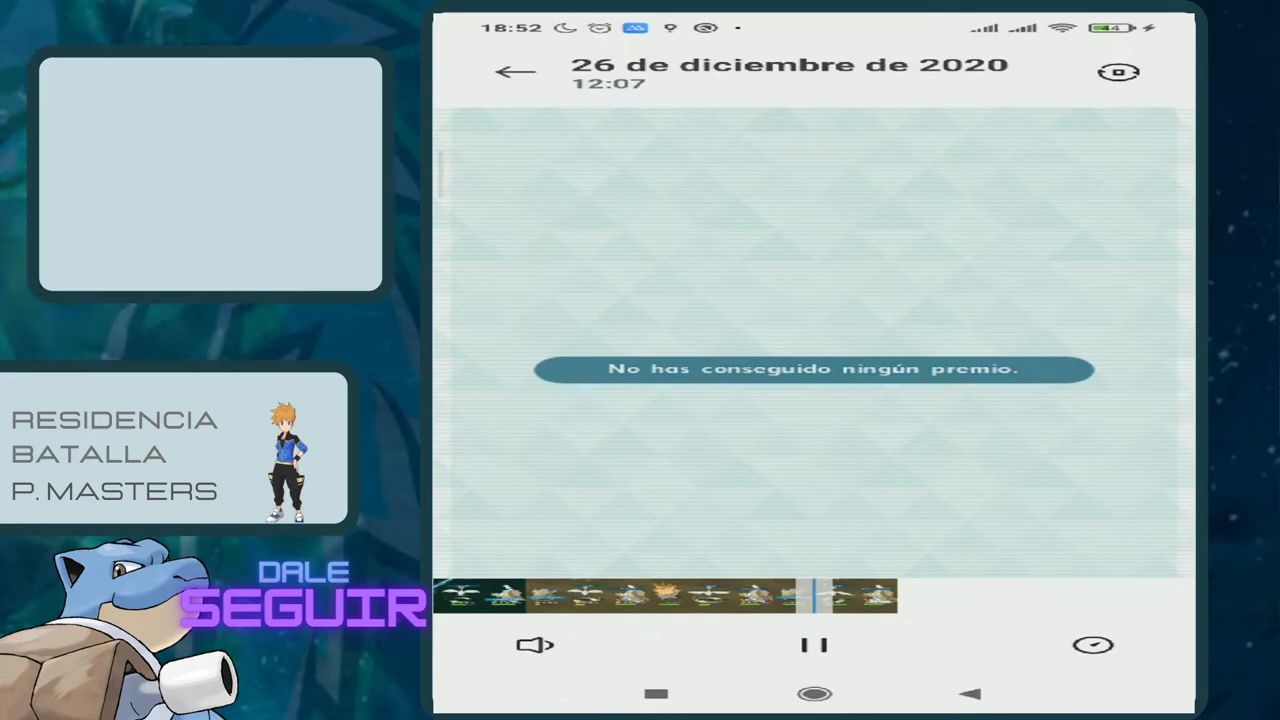 18:52
44
26 de diciembre de 2020
12:07
No has conseguido ningún premio.
RESIDENCIA
BATALLA
P. MASTERS
DALE
SEGUIR